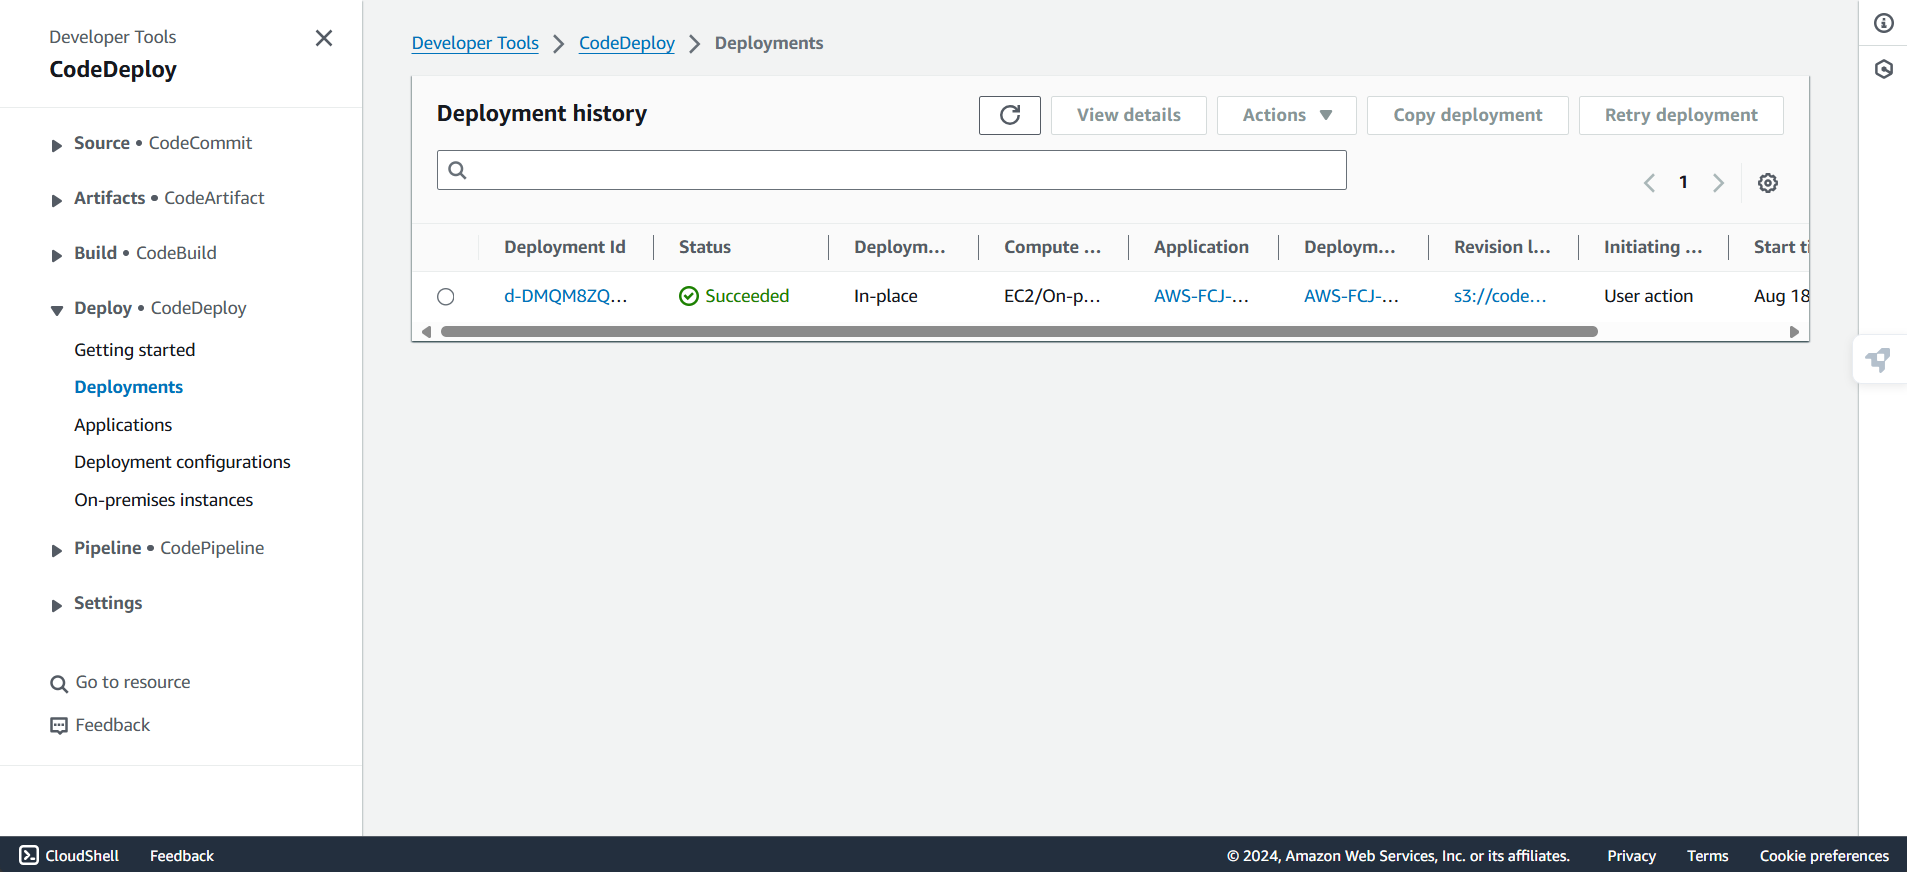 Developer Tools
CodeDeploy
Source • CodeCommit
Artifacts • CodeArtifact
Build • CodeBuild
Deploy • CodeDeploy
Getting started
Deployments
Applications
Deployment configurations
On-premises instances
Pipeline • CodePipeline
Settings
Go to resource
Feedback
Developer Tools > CodeDeploy > Deployments
Deployment history
View details
Actions
Copy deployment
Retry deployment
1
Deployment Id Status Deploym... Compute ... Application Deploym... Revision l... Initiating ... Start ti
d-DMQM8ZQ... Succeeded In-place EC2/On-p... AWS-FCJ-... AWS-FCJ-... s3://code... User action Aug 18
CloudShell Feedback © 2024, Amazon Web Services, Inc. or its affiliates. Privacy Terms Cookie preferences